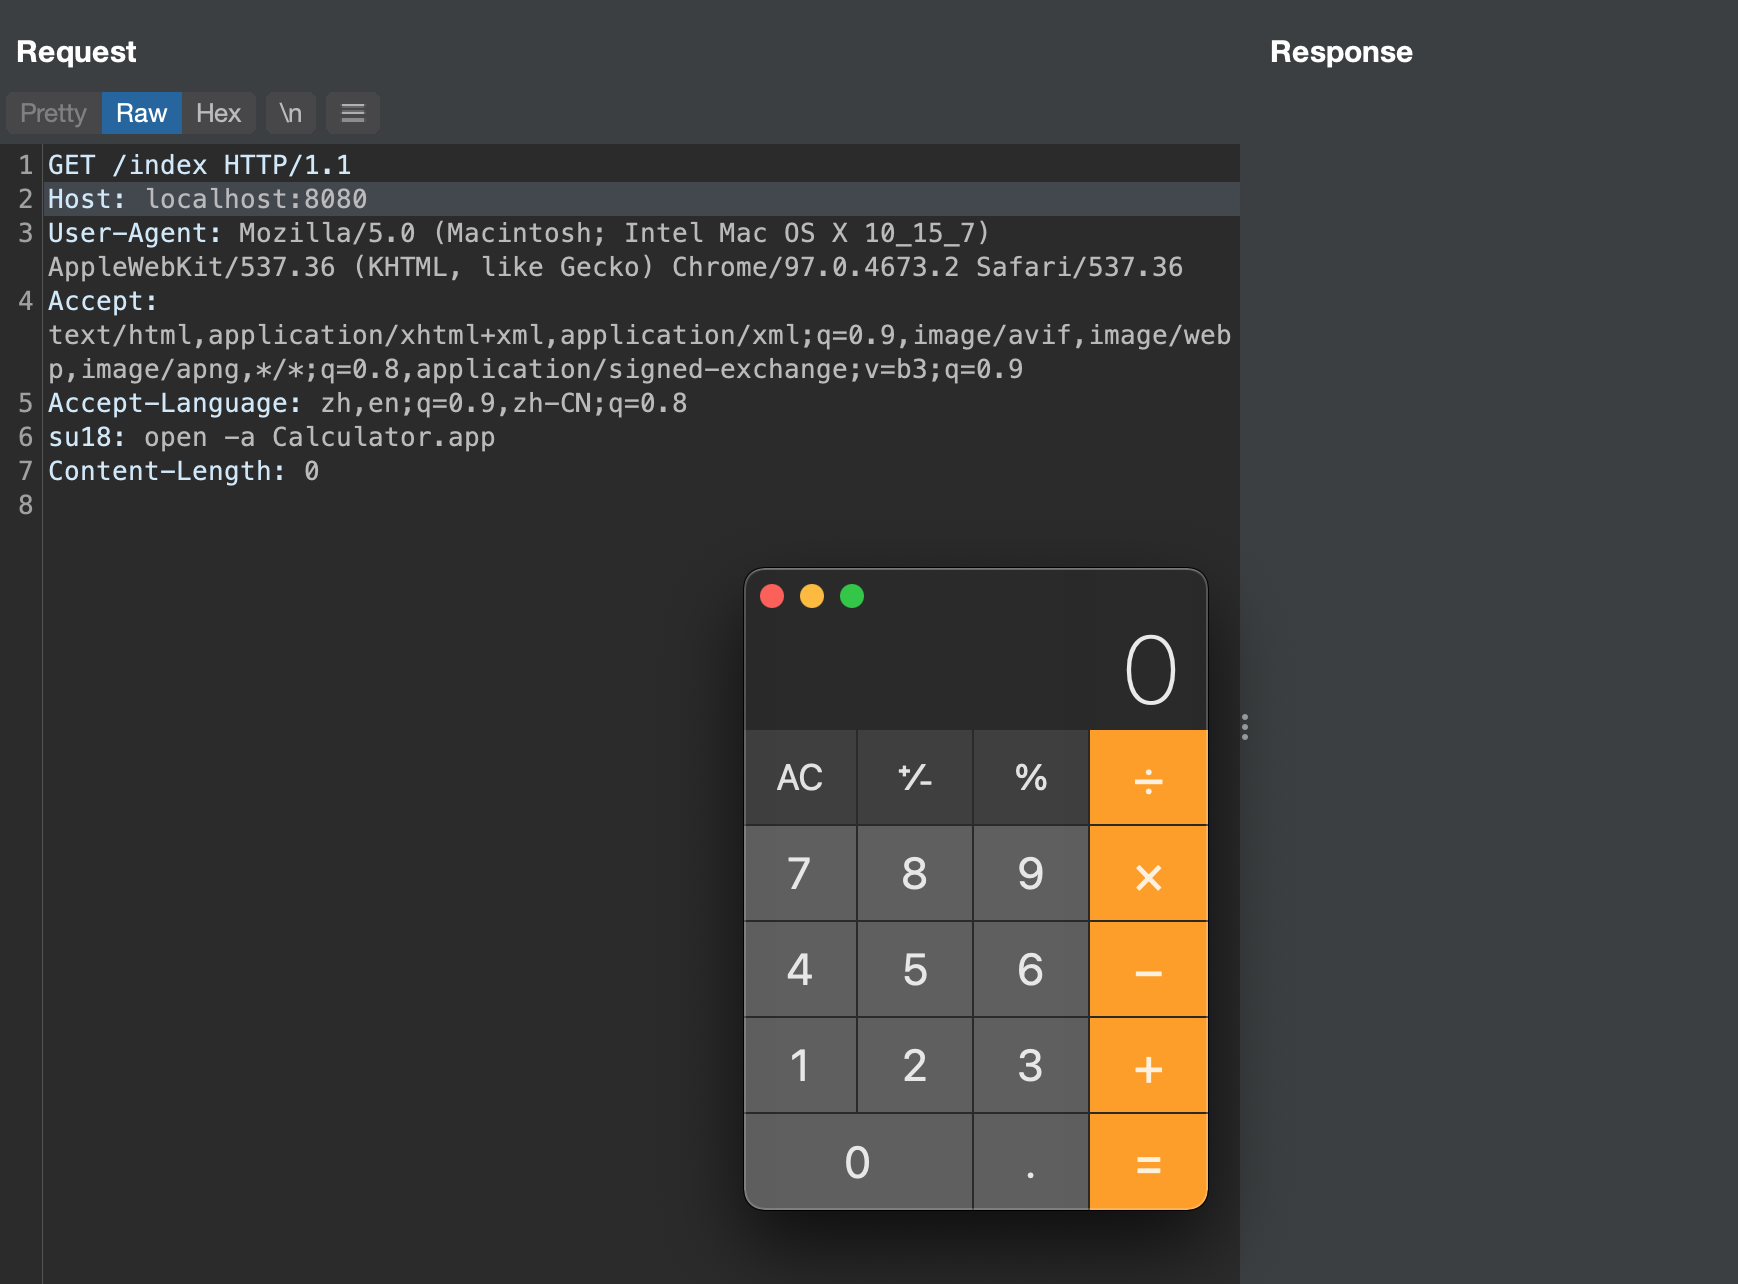 Request
Response
Pretty Raw Hex \n
1 GET /index HTTP/1.1
2 Host: localhost:8080
3 User-Agent: Mozilla/5.0 (Macintosh; Intel Mac OS X 10_15_7)
AppleWebKit/537.36 (KHTML, like Gecko) Chrome/97.0.4673.2 Safari/537.36
4 Accept:
text/html,application/xhtml+xml,application/xml;q=0.9,image/avif,image/web
p,image/apng,*/*;q=0.8,application/signed-exchange;v=b3;q=0.9
5 Accept-Language: zh,en;q=0.9,zh-CN;q=0.8
6 su18: open -a Calculator.app
7 Content-Length: 0
8
0
AC +/- % ÷
7 8 9 ×
4 5 6 −
1 2 3 +
0 . =